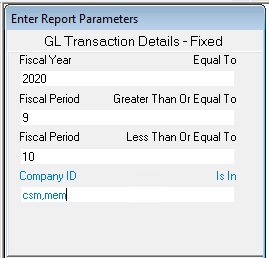 Enter Report Parameters
GL Transaction Details - Fixed
Fiscal Year Equal To
2020
Fiscal Period Greater Than Or Equal To
9
Fiscal Period Less Than Or Equal To
10
Company ID Is In
csm,mem